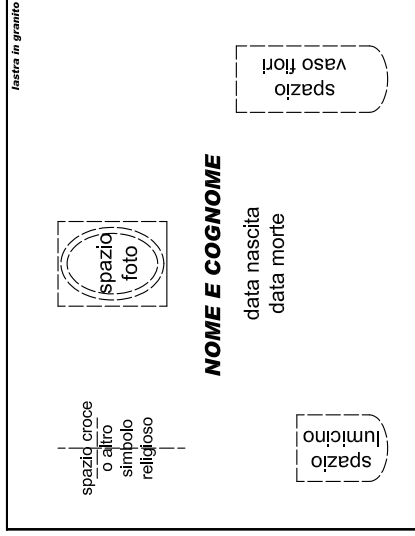 lastra in granito
spazio croce
o altro
simbolo
religioso
spazio
foto
NOME E COGNOME
data nascita
data morte
spazio
lumicino
spazio
vaso fiori